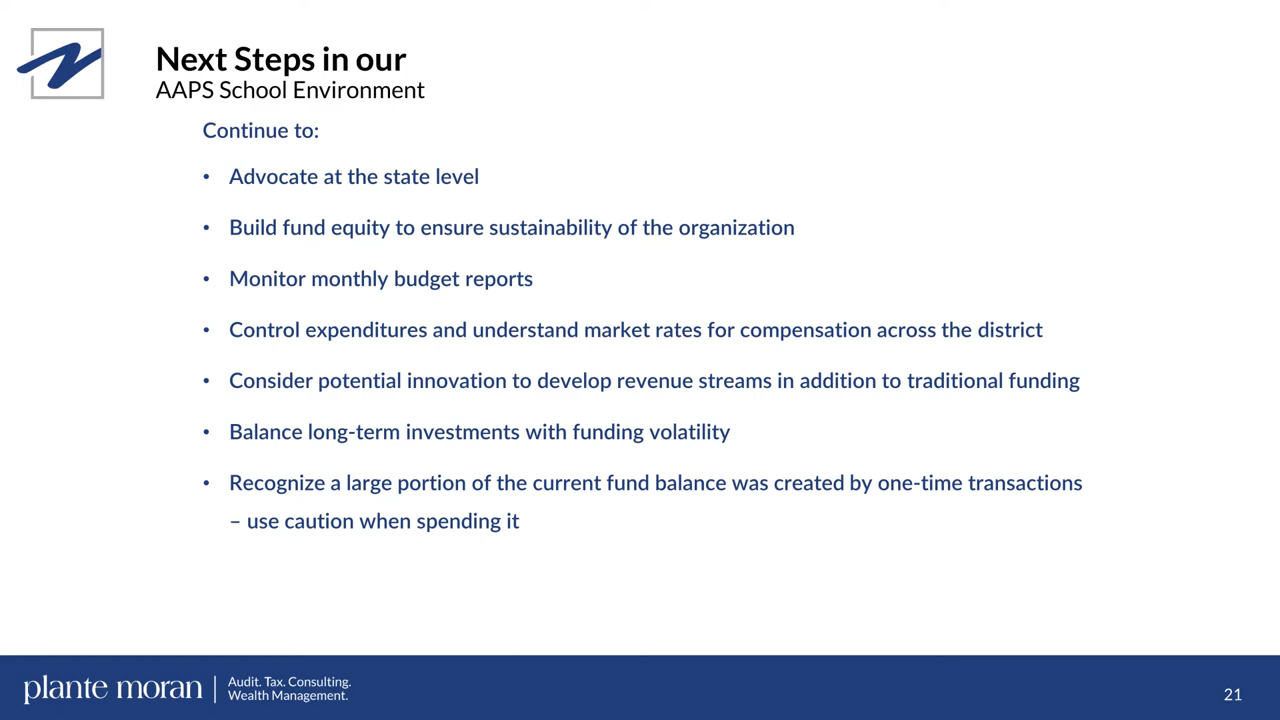 Next Steps in our
AAPS School Environment
Continue to:
• Advocate at the state level
• Build fund equity to ensure sustainability of the organization
• Monitor monthly budget reports
• Control expenditures and understand market rates for compensation across the district
• Consider potential innovation to develop revenue streams in addition to traditional funding
• Balance long-term investments with funding volatility
• Recognize a large portion of the current fund balance was created by one-time transactions
– use caution when spending it
plante moran
Audit. Tax. Consulting.
Wealth Management.
21